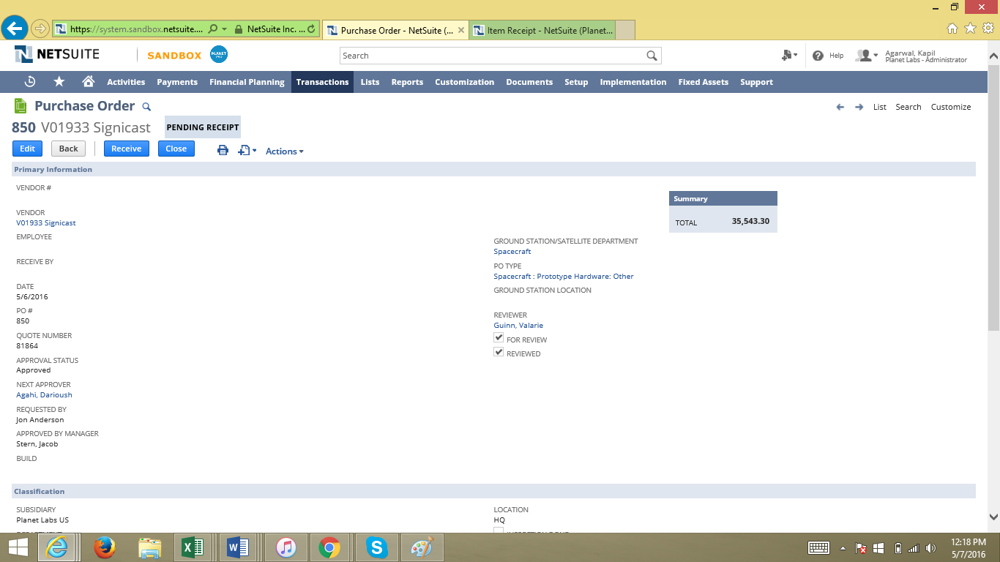 https://system.sandbox.netsuite....
NetSuite Inc. ...
Purchase Order - NetSuite (...
Item Receipt - NetSuite (Planet...
NETSUITE
SANDBOX
PLANET
Search
Help
Agarwal, Kapil
Planet Labs - Administrator
Activities Payments Financial Planning Transactions Lists Reports Customization Documents Setup Implementation Fixed Assets Support
Purchase Order
List Search Customize
850 V01933 Signicast PENDING RECEIPT
Edit Back Receive Close Actions
Primary Information
VENDOR #
VENDOR
V01933 Signicast
EMPLOYEE
RECEIVE BY
DATE
5/6/2016
PO #
850
QUOTE NUMBER
81864
APPROVAL STATUS
Approved
NEXT APPROVER
Agahi, Darioush
REQUESTED BY
Jon Anderson
APPROVED BY MANAGER
Stern, Jacob
BUILD
GROUND STATION/SATELLITE DEPARTMENT
Spacecraft
PO TYPE
Spacecraft : Prototype Hardware: Other
GROUND STATION LOCATION
REVIEWER
Guinn, Valarie
FOR REVIEW
REVIEWED
Summary
TOTAL 35,543.30
Classification
SUBSIDIARY
Planet Labs US
LOCATION
HQ
12:18 PM
5/7/2016